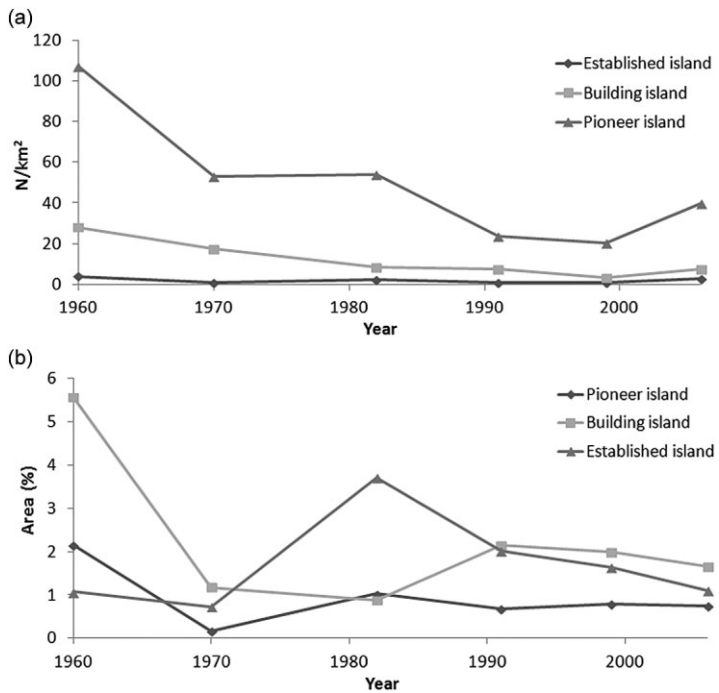 (a)
120
100
80
60
40
20
0
N/km²
1960 1970 1980 1990 2000
Year
Established island
Building island
Pioneer island
(b)
6
5
4
3
2
1
0
Area (%)
1960 1970 1980 1990 2000
Year
Pioneer island
Building island
Established island